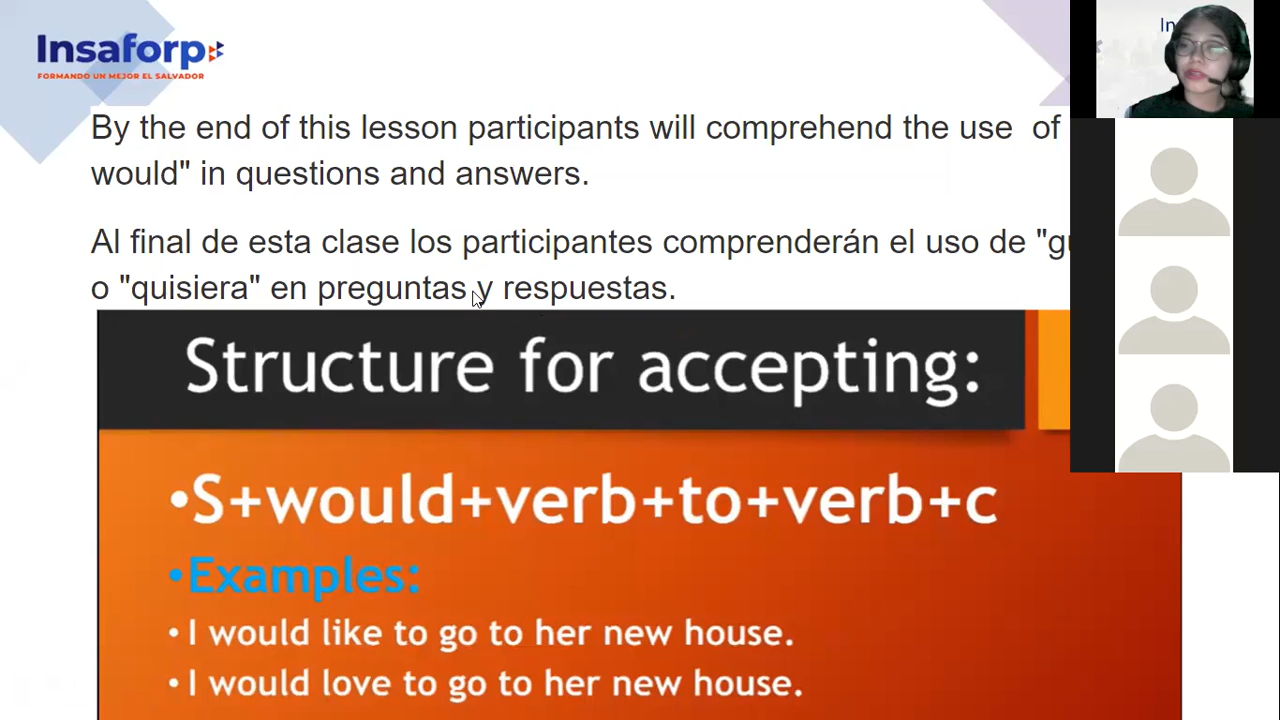 Insaforp
FORMANDO UN MEJOR EL SALVADOR
In
By the end of this lesson participants will comprehend the use of
would" in questions and answers.
Al final de esta clase los participantes comprenderán el uso de
o "quisiera" en preguntas y respuestas.
Structure for accepting:
•S+would+verb+to+verb+c
•Examples:
• I would like to go to her new house.
• I would love to go to her new house.